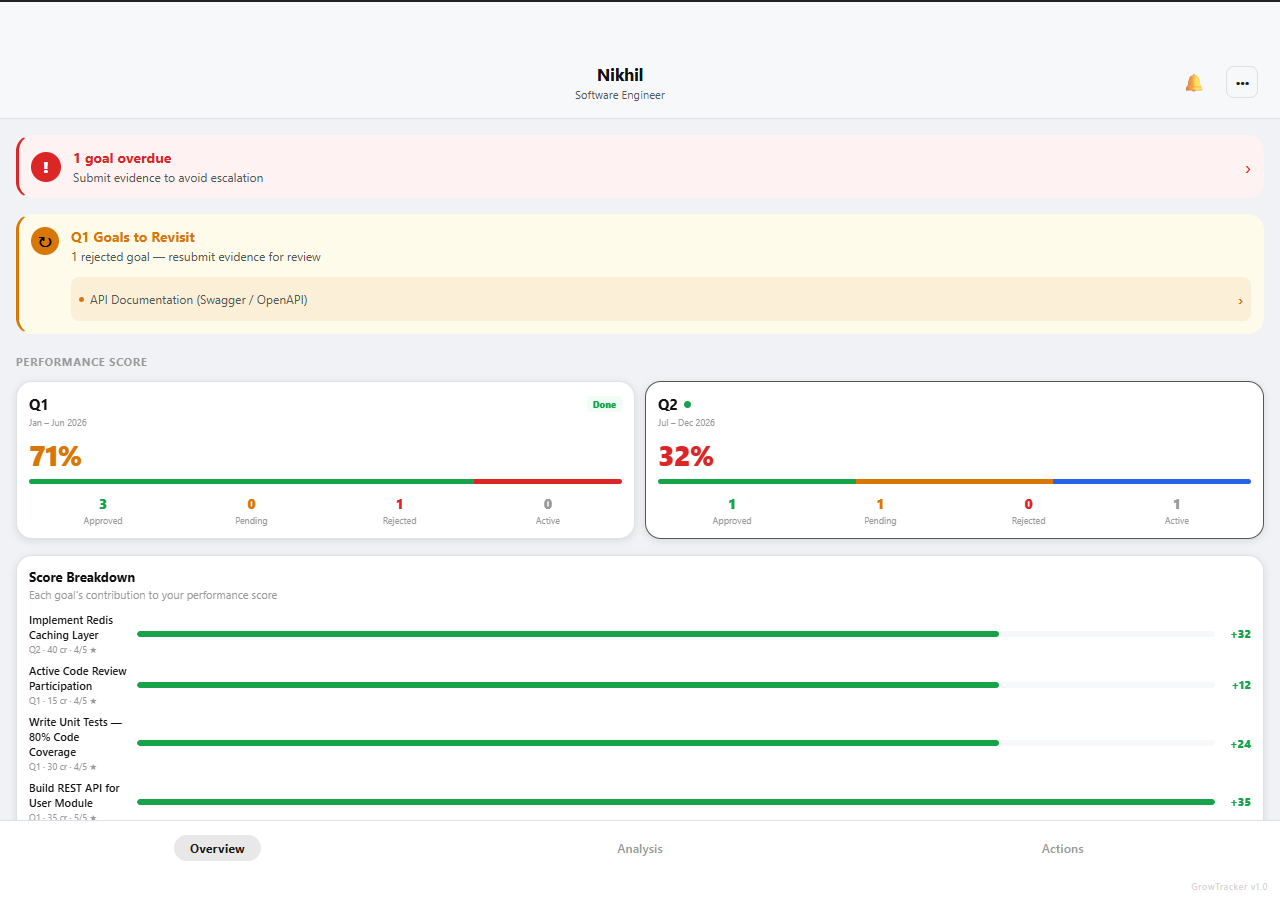 Nikhil
Software Engineer
1 goal overdue
Submit evidence to avoid escalation
Q1 Goals to Revisit
1 rejected goal — resubmit evidence for review
API Documentation (Swagger / OpenAPI)
PERFORMANCE SCORE
Q1
Done
Jan – Jun 2026
71%
3
0
1
0
Approved
Pending
Rejected
Active
Q2
Jul – Dec 2026
32%
1
1
0
1
Approved
Pending
Rejected
Active
Score Breakdown
Each goal's contribution to your performance score
Implement Redis
Caching Layer
Q2 · 40 cr · 4/5 ★
+32
Active Code Review
Participation
Q1 · 15 cr · 4/5 ★
+12
Write Unit Tests —
80% Code
Coverage
Q1 · 30 cr · 4/5 ★
+24
Build REST API for
User Module
Q1 · 35 cr · 5/5 ★
+35
Overview
Analysis
Actions
GrowTracker v1.0